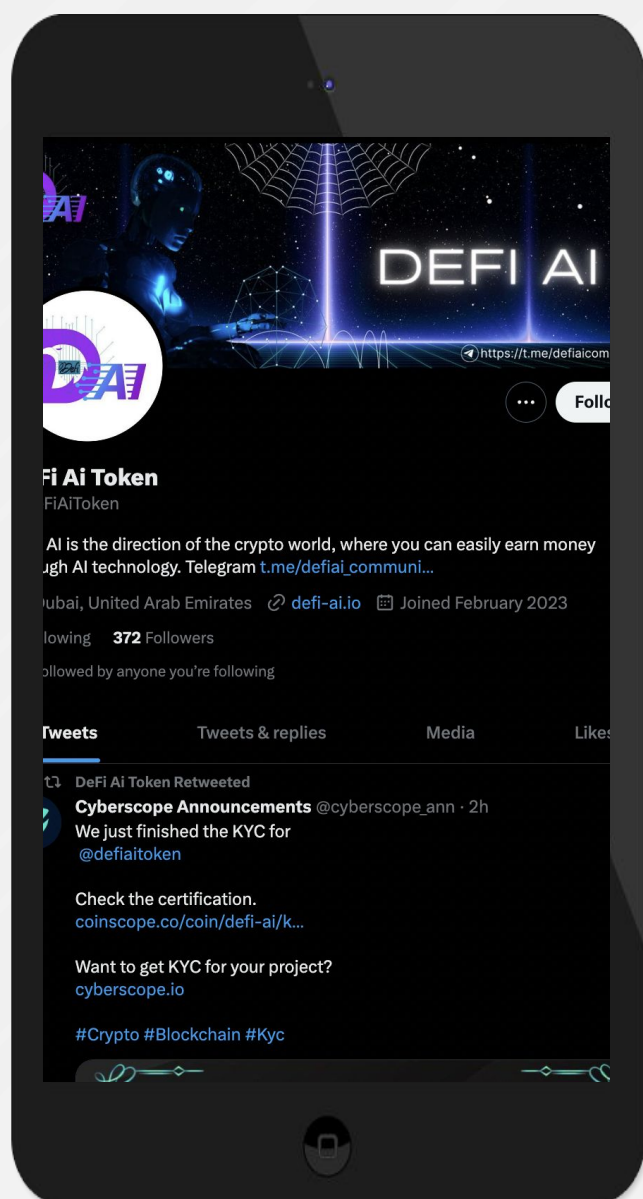 AI
DEFI AI
https://t.me/defiaicom
DAI
Follo
Fi Ai Token
FiAiToken
AI is the direction of the crypto world, where you can easily earn money
ugh AI technology. Telegram t.me/defiai_communi...
ubai, United Arab Emirates defi-ai.io Joined February 2023
lowing 372 Followers
ollowed by anyone you're following
Tweets Tweets & replies Media Likes
DeFi Ai Token Retweeted
Cyberscope Announcements @cyberscope_ann · 2h
We just finished the KYC for
@defiaitoken
Check the certification.
coinscope.co/coin/defi-ai/k...
Want to get KYC for your project?
cyberscope.io
#Crypto #Blockchain #Kyc